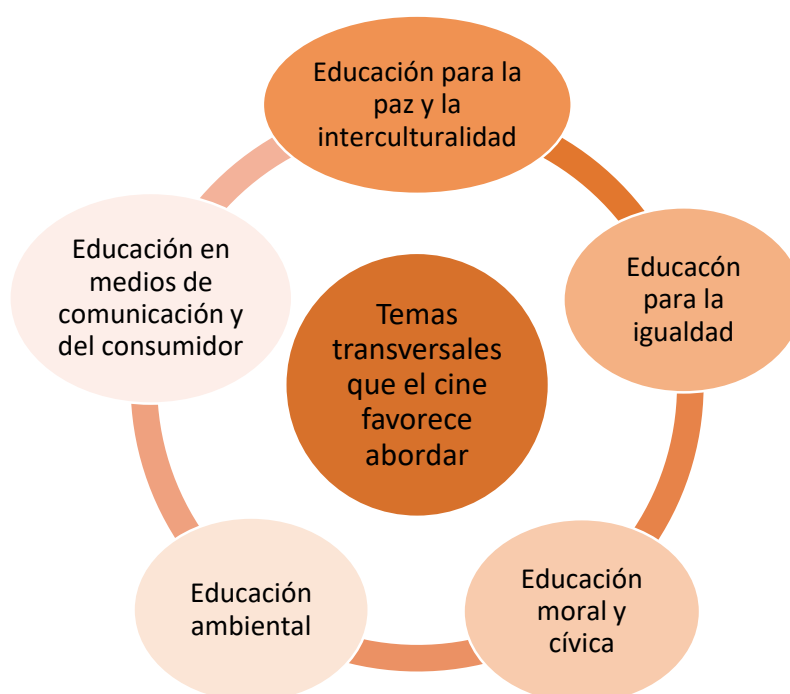 Educación para la
paz y la
interculturalidad
Educacón
para la
igualdad
Educación
moral y
cívica
Educación
ambiental
Educación en
medios de
comunicación y
del consumidor
Temas
transversales
que el cine
favorece
abordar